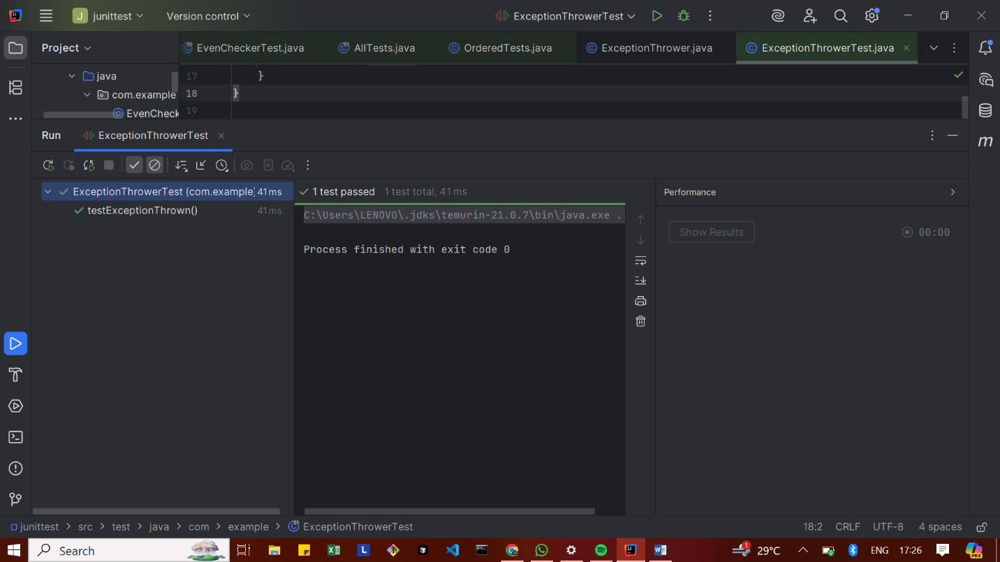 J junittest Version control ExceptionThrowerTest
Project EvenCheckerTest.java AllTests.java OrderedTests.java ExceptionThrower.java ExceptionThrowerTest.java
java 17 }
com.example 18 }
EvenCheck 19
Run ExceptionThrowerTest
ExceptionThrowerTest (com.example) 41 ms 1 test passed 1 test total, 41 ms Performance
testExceptionThrown() 41 ms C:\Users\LENOVO\.jdks\temurin-21.0.7\bin\java.exe .
Show Results 00:00
Process finished with exit code 0
junittest > src > test > java > com > example > ExceptionThrowerTest 18:2 CRLF UTF-8 4 spaces
Search 1 29°C ENG 17:26 PRE